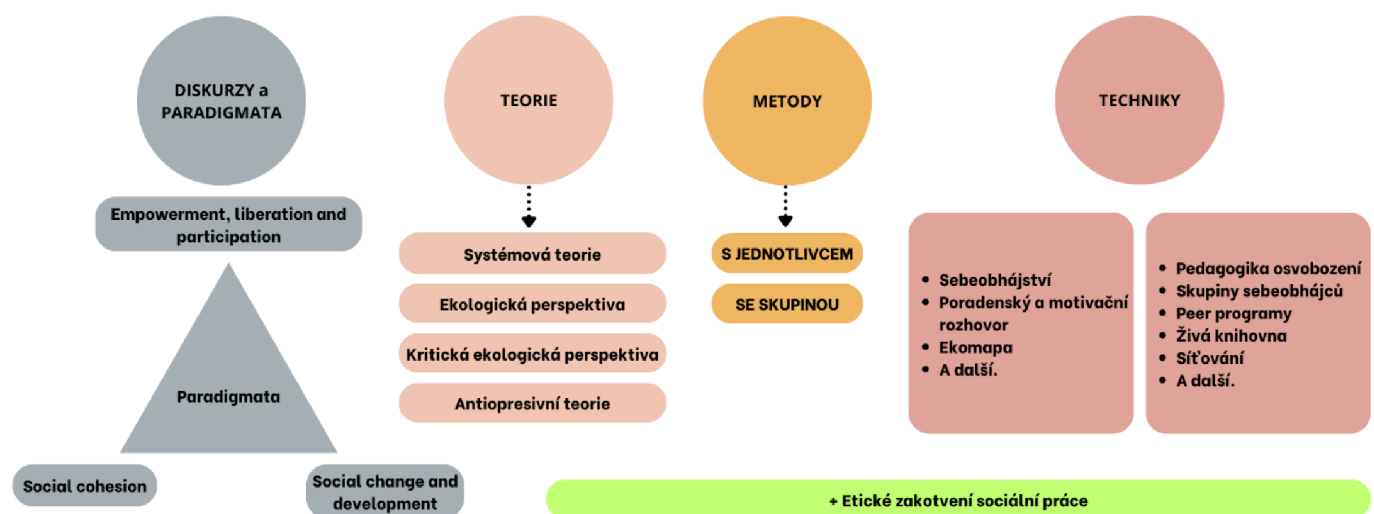 DISKURZY a
PARADIGMATA
Empowerment, liberation and
participation
Paradigmata
Social cohesion
Social change and
development
TEORIE
Systémová teorie
Ekologická perspektiva
Kritická ekologická perspektiva
Antiopresivní teorie
METODY
S JEDNOTLIVCEM
SE SKUPINOU
TECHNIKY
• Sebeobhájství
• Poradenský a motivační
rozhovor
• Ekomapa
• A další.
• Pedagogika osvobození
• Skupiny sebeobhájců
• Peer programy
• Živá knihovna
• Síťování
• A další.
+ Etické zakotvení sociální práce